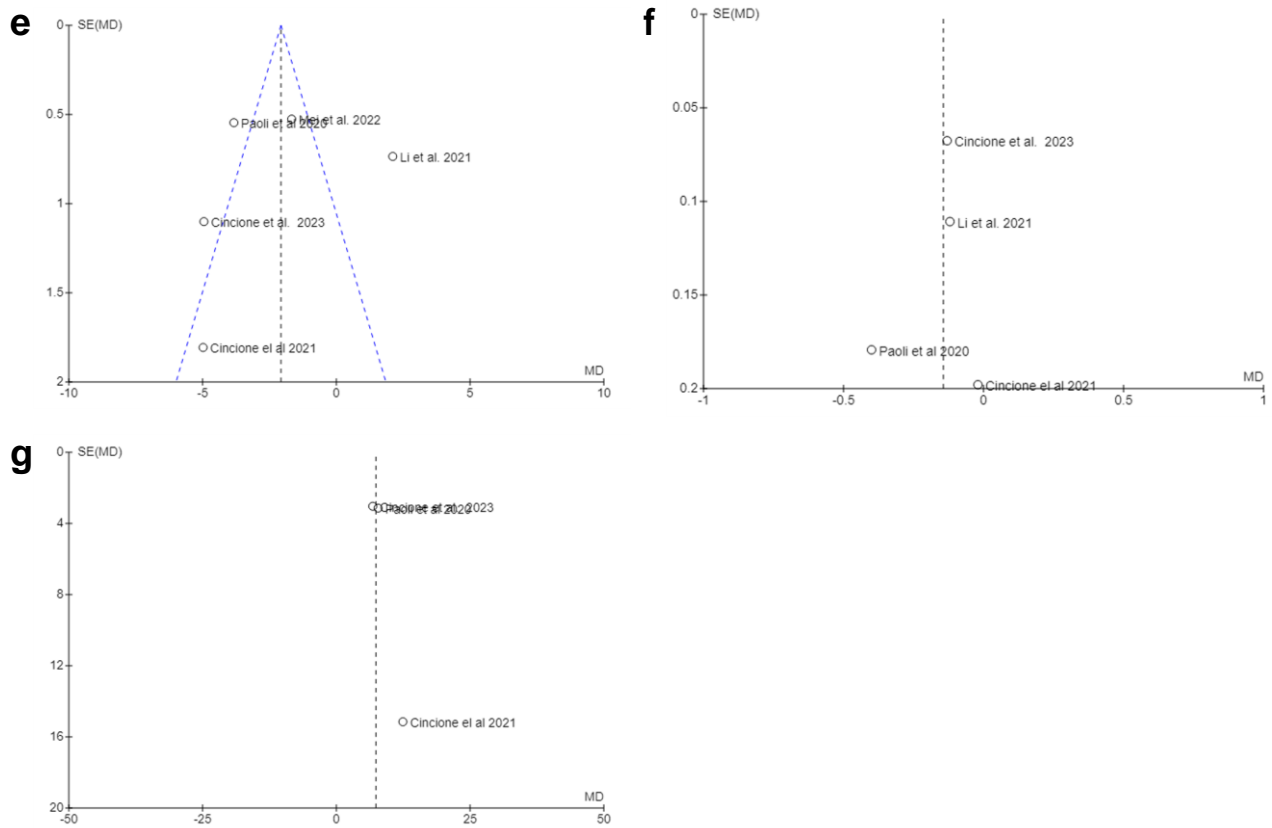 e
0
SE(MD)
0.5
Paoli et al 2020
Mei et al. 2022
Li et al. 2021
1
Cincione et al. 2023
1.5
Cincione el al 2021
MD
2
-10
-5
0
5
10
f
0
SE(MD)
0.05
Cincione et al. 2023
0.1
Li et al. 2021
0.15
Paoli et al 2020
Cincione el al 2021
MD
0.2
-1
-0.5
0
0.5
1
g
0
SE(MD)
Cincione et al. 2023
Paoli et al 2020
4
8
12
Cincione el al 2021
16
MD
20
-50
-25
0
25
50